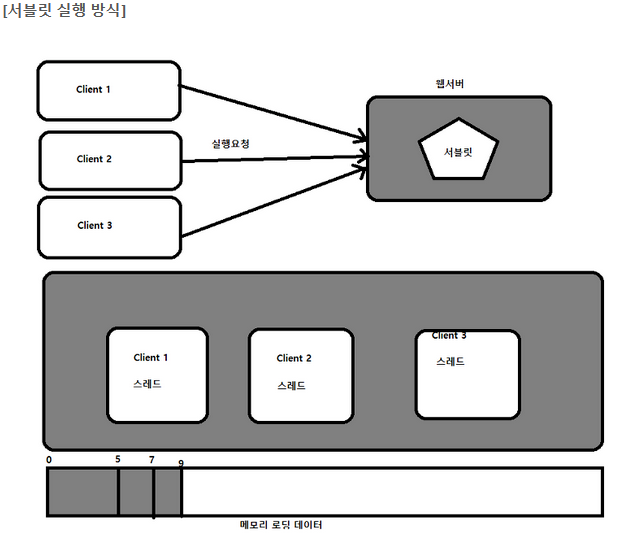 [서블릿 실행 방식]
웹서버
Client 1
실행요청
서블릿
Client 2
Client 3
Client 1
스레드
Client 2
스레드
Client 3
스레드
0
5
7
9
메모리 로딩 데이터